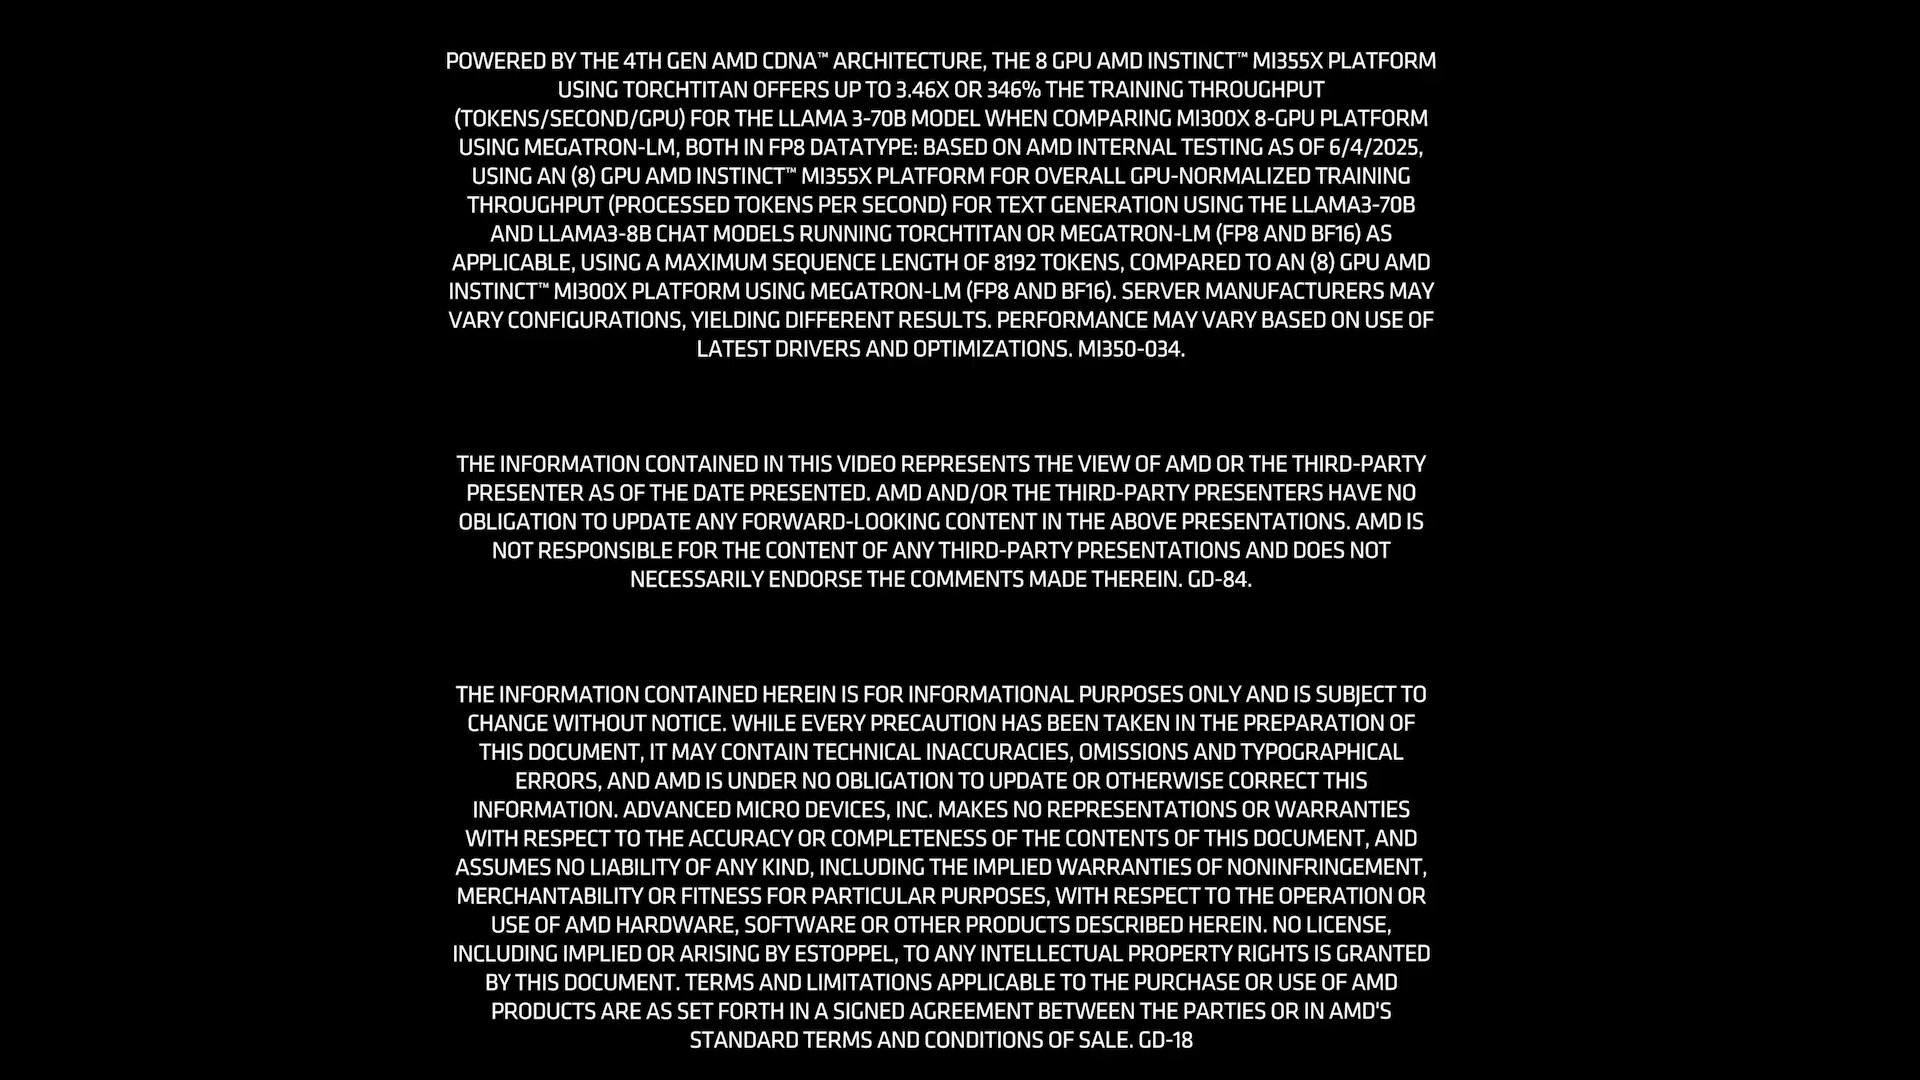 POWERED BY THE 4TH GEN AMD CDNA™ ARCHITECTURE, THE 8 GPU AMD INSTINCT™ MI355X PLATFORM
USING TORCHTITAN OFFERS UP TO 3.46X OR 346% THE TRAINING THROUGHPUT
(TOKENS/SECOND/GPU) FOR THE LLAMA 3-70B MODEL WHEN COMPARING MI300X 8-GPU PLATFORM
USING MEGATRON-LM, BOTH IN FP8 DATATYPE: BASED ON AMD INTERNAL TESTING AS OF 6/4/2025,
USING AN (8) GPU AMD INSTINCT™ MI355X PLATFORM FOR OVERALL GPU-NORMALIZED TRAINING
THROUGHPUT (PROCESSED TOKENS PER SECOND) FOR TEXT GENERATION USING THE LLAMA3-70B
AND LLAMA3-8B CHAT MODELS RUNNING TORCHTITAN OR MEGATRON-LM (FP8 AND BF16) AS
APPLICABLE, USING A MAXIMUM SEQUENCE LENGTH OF 8192 TOKENS, COMPARED TO AN (8) GPU AMD
INSTINCT™ MI300X PLATFORM USING MEGATRON-LM (FP8 AND BF16). SERVER MANUFACTURERS MAY
VARY CONFIGURATIONS, YIELDING DIFFERENT RESULTS. PERFORMANCE MAY VARY BASED ON USE OF
LATEST DRIVERS AND OPTIMIZATIONS. MI350-034.
THE INFORMATION CONTAINED IN THIS VIDEO REPRESENTS THE VIEW OF AMD OR THE THIRD-PARTY
PRESENTER AS OF THE DATE PRESENTED. AMD AND/OR THE THIRD-PARTY PRESENTERS HAVE NO
OBLIGATION TO UPDATE ANY FORWARD-LOOKING CONTENT IN THE ABOVE PRESENTATIONS. AMD IS
NOT RESPONSIBLE FOR THE CONTENT OF ANY THIRD-PARTY PRESENTATIONS AND DOES NOT
NECESSARILY ENDORSE THE COMMENTS MADE THEREIN. GD-84.
THE INFORMATION CONTAINED HEREIN IS FOR INFORMATIONAL PURPOSES ONLY AND IS SUBJECT TO
CHANGE WITHOUT NOTICE. WHILE EVERY PRECAUTION HAS BEEN TAKEN IN THE PREPARATION OF
THIS DOCUMENT, IT MAY CONTAIN TECHNICAL INACCURACIES, OMISSIONS AND TYPOGRAPHICAL
ERRORS, AND AMD IS UNDER NO OBLIGATION TO UPDATE OR OTHERWISE CORRECT THIS
INFORMATION. ADVANCED MICRO DEVICES, INC. MAKES NO REPRESENTATIONS OR WARRANTIES
WITH RESPECT TO THE ACCURACY OR COMPLETENESS OF THE CONTENTS OF THIS DOCUMENT, AND
ASSUMES NO LIABILITY OF ANY KIND, INCLUDING THE IMPLIED WARRANTIES OF NONINFRINGEMENT,
MERCHANTABILITY OR FITNESS FOR PARTICULAR PURPOSES, WITH RESPECT TO THE OPERATION OR
USE OF AMD HARDWARE, SOFTWARE OR OTHER PRODUCTS DESCRIBED HEREIN. NO LICENSE,
INCLUDING IMPLIED OR ARISING BY ESTOPPEL, TO ANY INTELLECTUAL PROPERTY RIGHTS IS GRANTED
BY THIS DOCUMENT. TERMS AND LIMITATIONS APPLICABLE TO THE PURCHASE OR USE OF AMD
PRODUCTS ARE AS SET FORTH IN A SIGNED AGREEMENT BETWEEN THE PARTIES OR IN AMD'S
STANDARD TERMS AND CONDITIONS OF SALE. GD-18